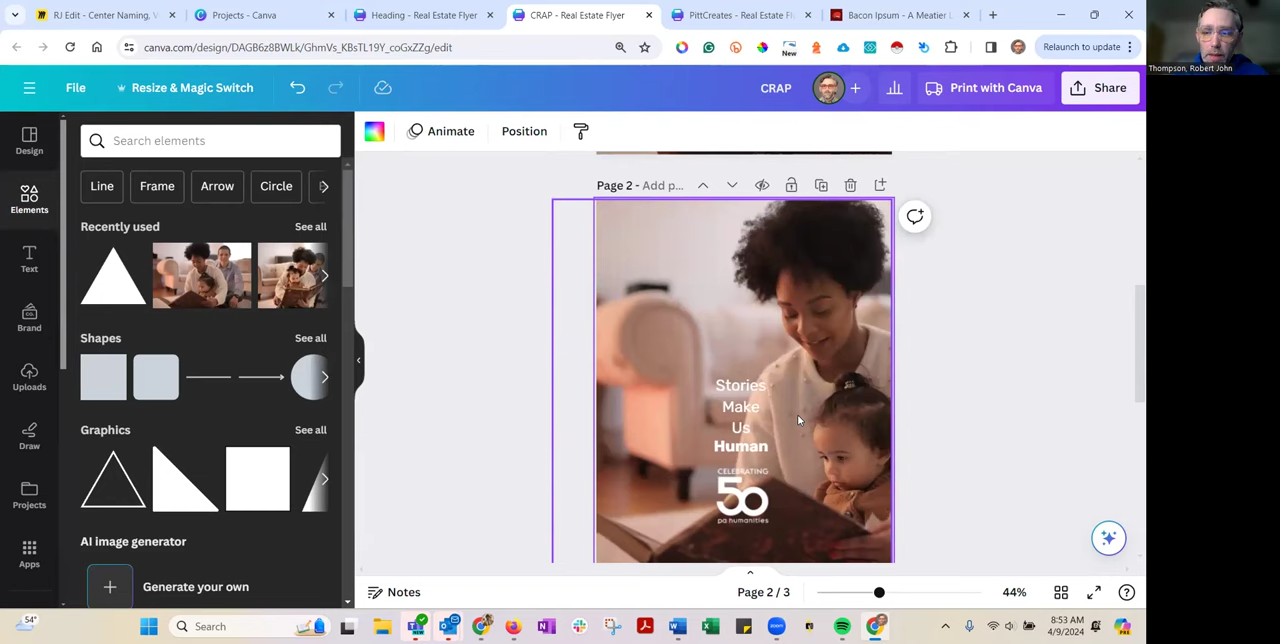 RJ Edit - Center Naming, V
Projects - Canva
Heading - Real Estate Flyer
CRAP - Real Estate Flyer
PittCreates - Real Estate Fl
Bacon Ipsum - A Meatier L
canva.com/design/DAGB6z8BWLk/GhmVs_KBsTL19Y_coGxZZg/edit
New
Relaunch to update
Thompson, Robert John
File
Resize & Magic Switch
CRAP
Print with Canva
Share
Animate
Position
Design
Elements
Text
Brand
Uploads
Draw
Projects
Apps
Search elements
Line
Frame
Arrow
Circle
Recently used
See all
Shapes
See all
Graphics
See all
AI image generator
Generate your own
Page 2 - Add p...
Stories
Make
Us
Human
CELEBRATING
50
pa humanities
Notes
Page 2 / 3
44%
54°
Search
8:53 AM
4/9/2024